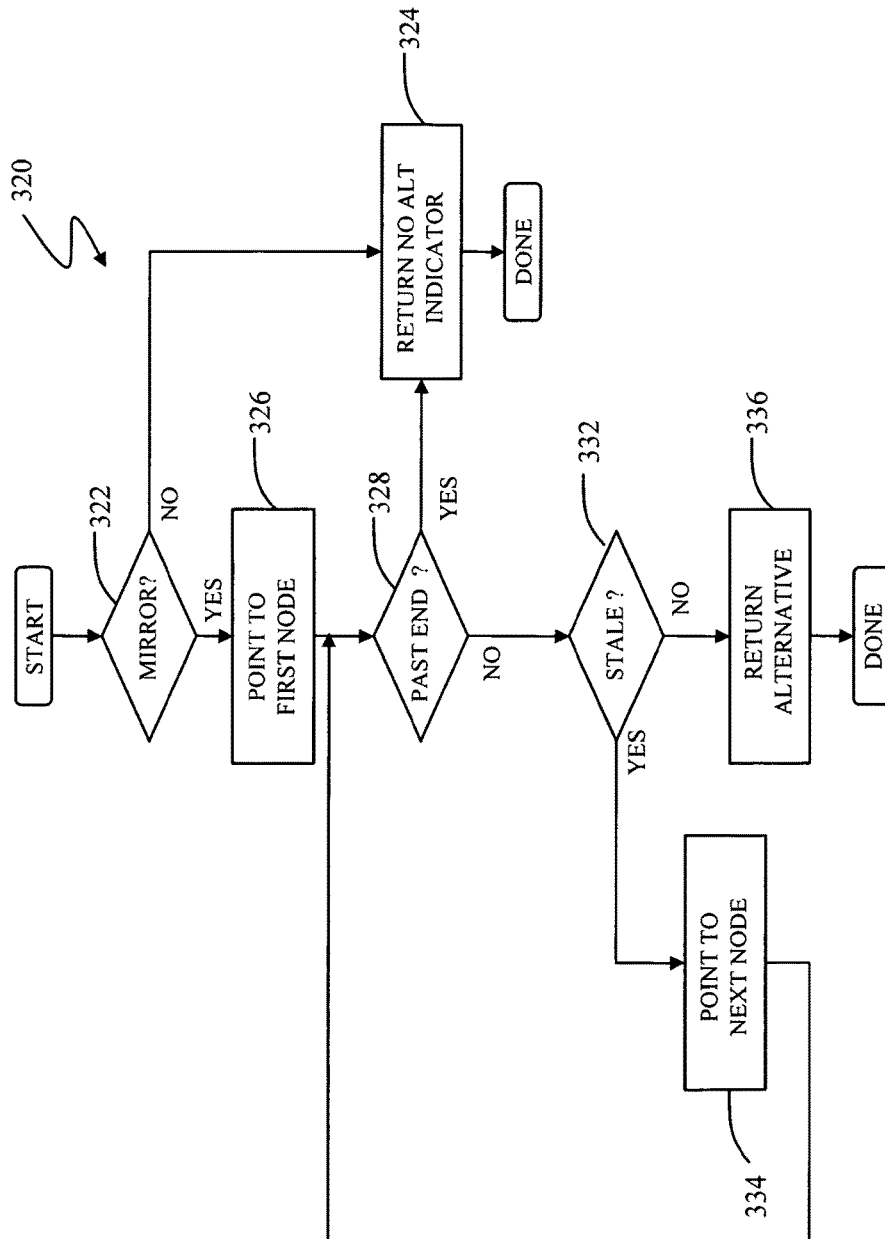 320
START
322
MIRROR?
NO
YES
326
POINT TO
FIRST NODE
324
RETURN NO ALT
INDICATOR
DONE
328
PAST END ?
YES
NO
332
STALE ?
YES
NO
334
POINT TO
NEXT NODE
336
RETURN
ALTERNATIVE
DONE